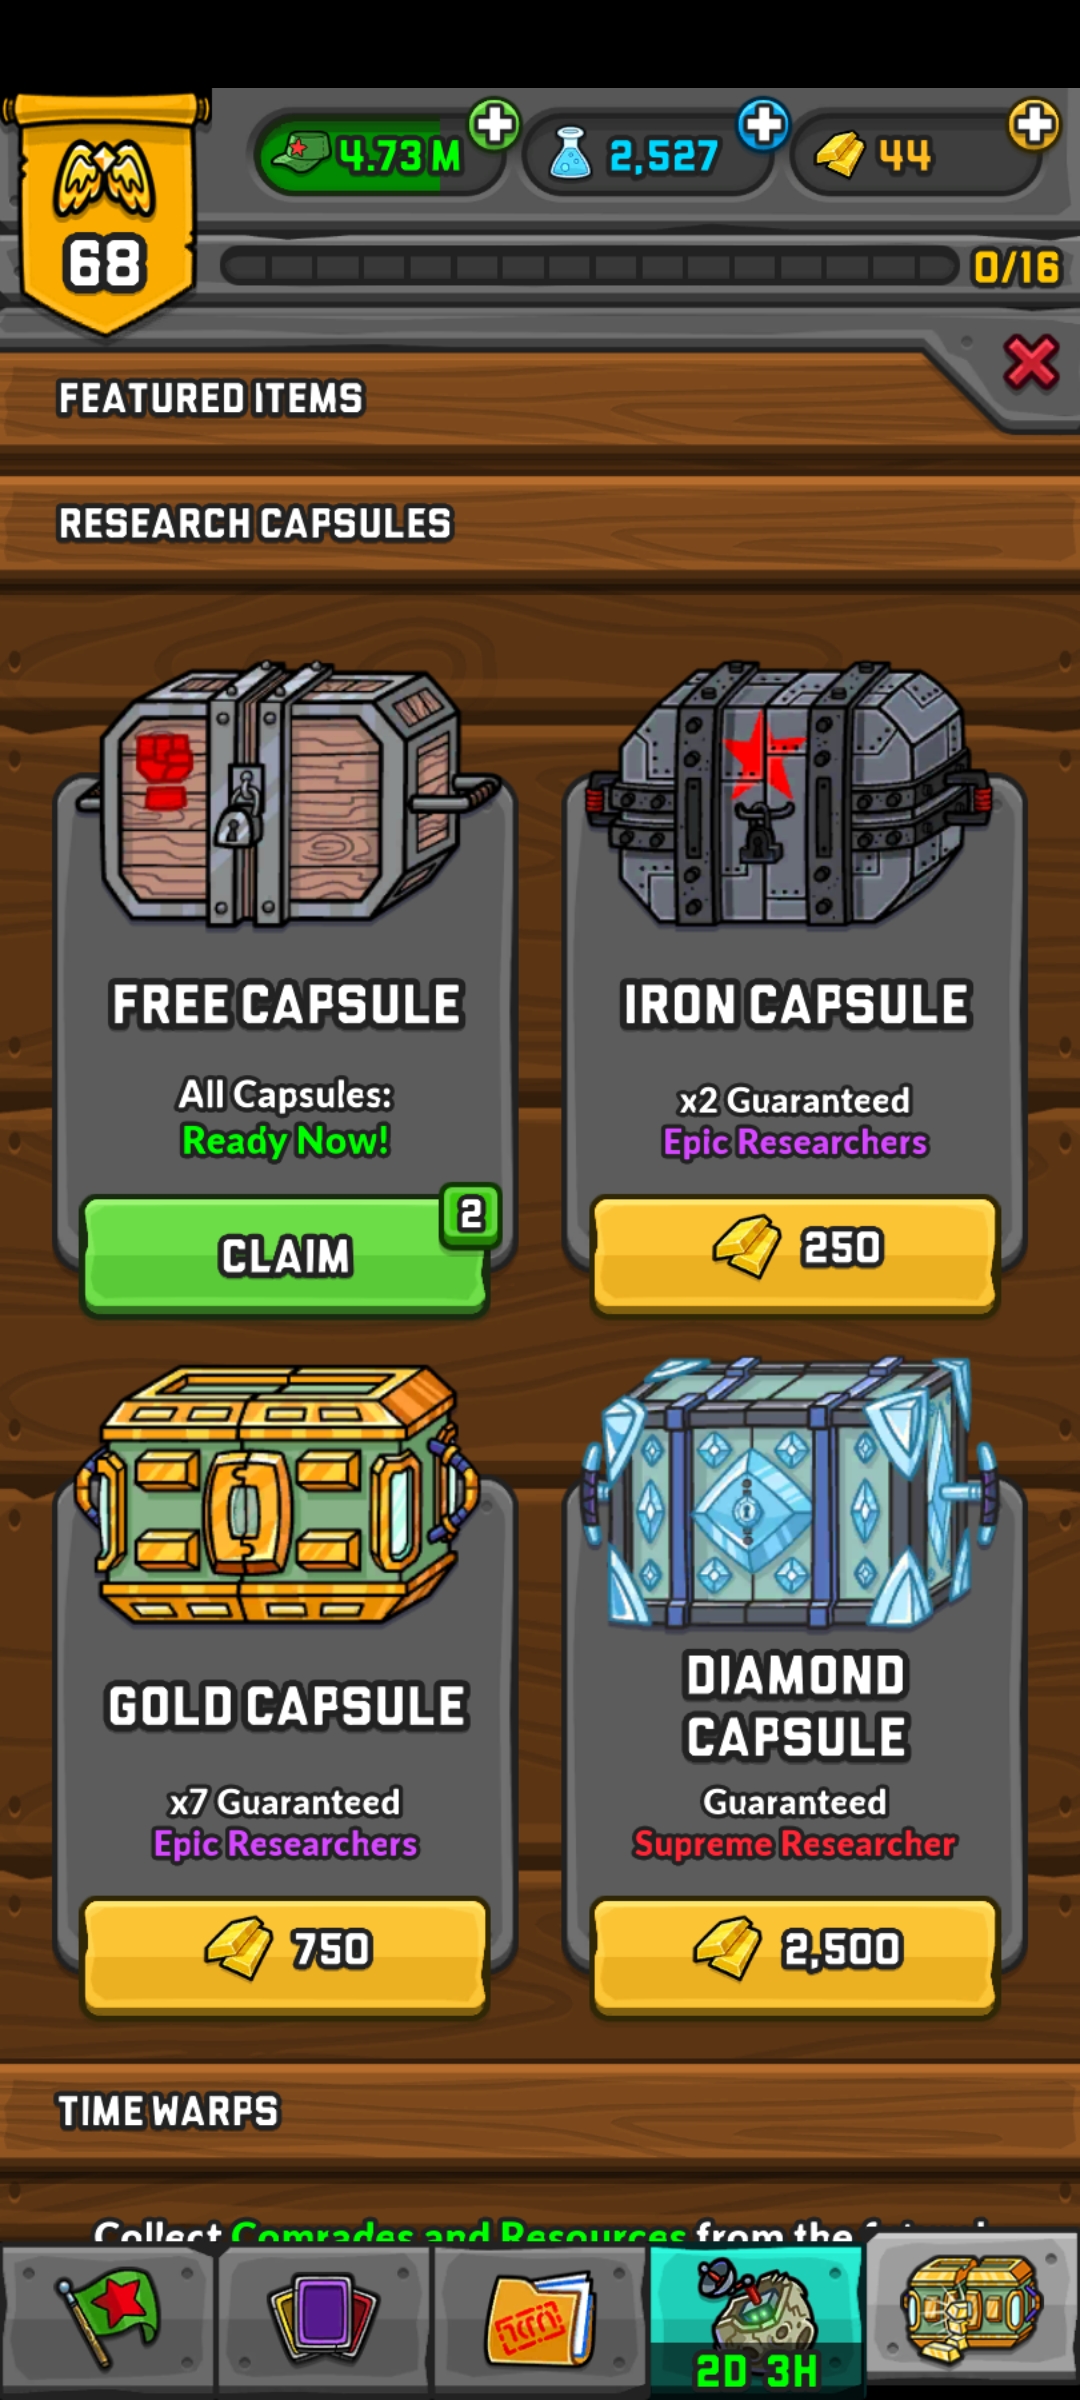 4.73 M
2,527
44
68
0/16
FEATURED ITEMS
RESEARCH CAPSULES
FREE CAPSULE
All Capsules:
Ready Now!
2
CLAIM
IRON CAPSULE
x2 Guaranteed
Epic Researchers
250
GOLD CAPSULE
x7 Guaranteed
Epic Researchers
750
DIAMOND
CAPSULE
Guaranteed
Supreme Researcher
2,500
TIME WARPS
Collect Comrades and Resources from the
2D 3H